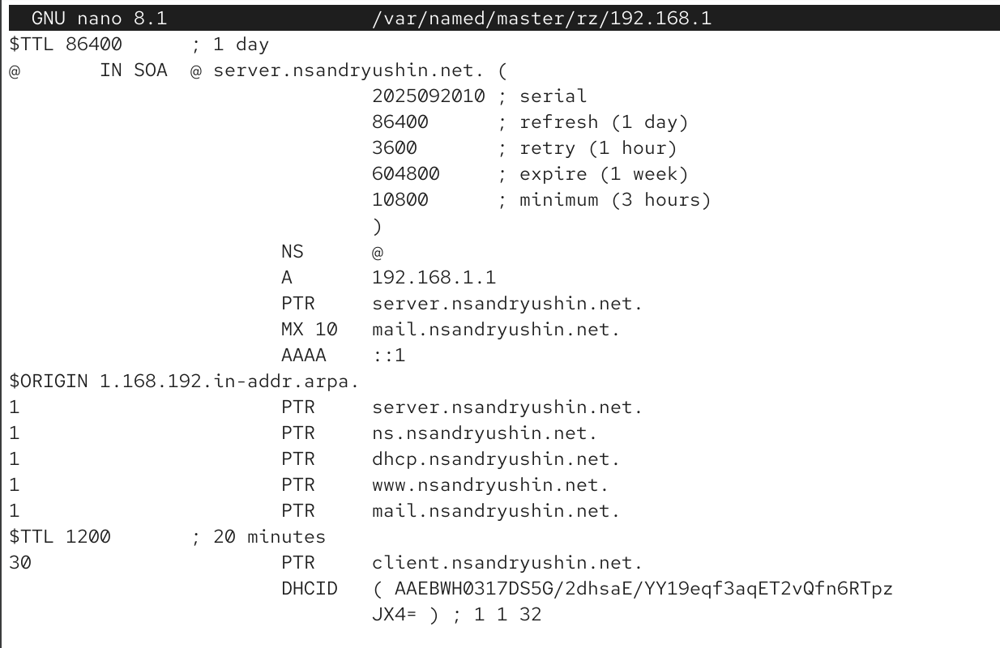 GNU nano 8.1 /var/named/master/rz/192.168.1
$TTL 86400 ; 1 day
@ IN SOA @ server.nsandryushin.net. (
2025092010 ; serial
86400 ; refresh (1 day)
3600 ; retry (1 hour)
604800 ; expire (1 week)
10800 ; minimum (3 hours)
)
NS @
A 192.168.1.1
PTR server.nsandryushin.net.
MX 10 mail.nsandryushin.net.
AAAA ::1
$ORIGIN 1.168.192.in-addr.arpa.
1 PTR server.nsandryushin.net.
1 PTR ns.nsandryushin.net.
1 PTR dhcp.nsandryushin.net.
1 PTR www.nsandryushin.net.
1 PTR mail.nsandryushin.net.
$TTL 1200 ; 20 minutes
30 PTR client.nsandryushin.net.
DHCID ( AAEBWH0317DS5G/2dhsaE/YY19eqf3aqET2vQfn6RTpz
JX4= ) ; 1 1 32